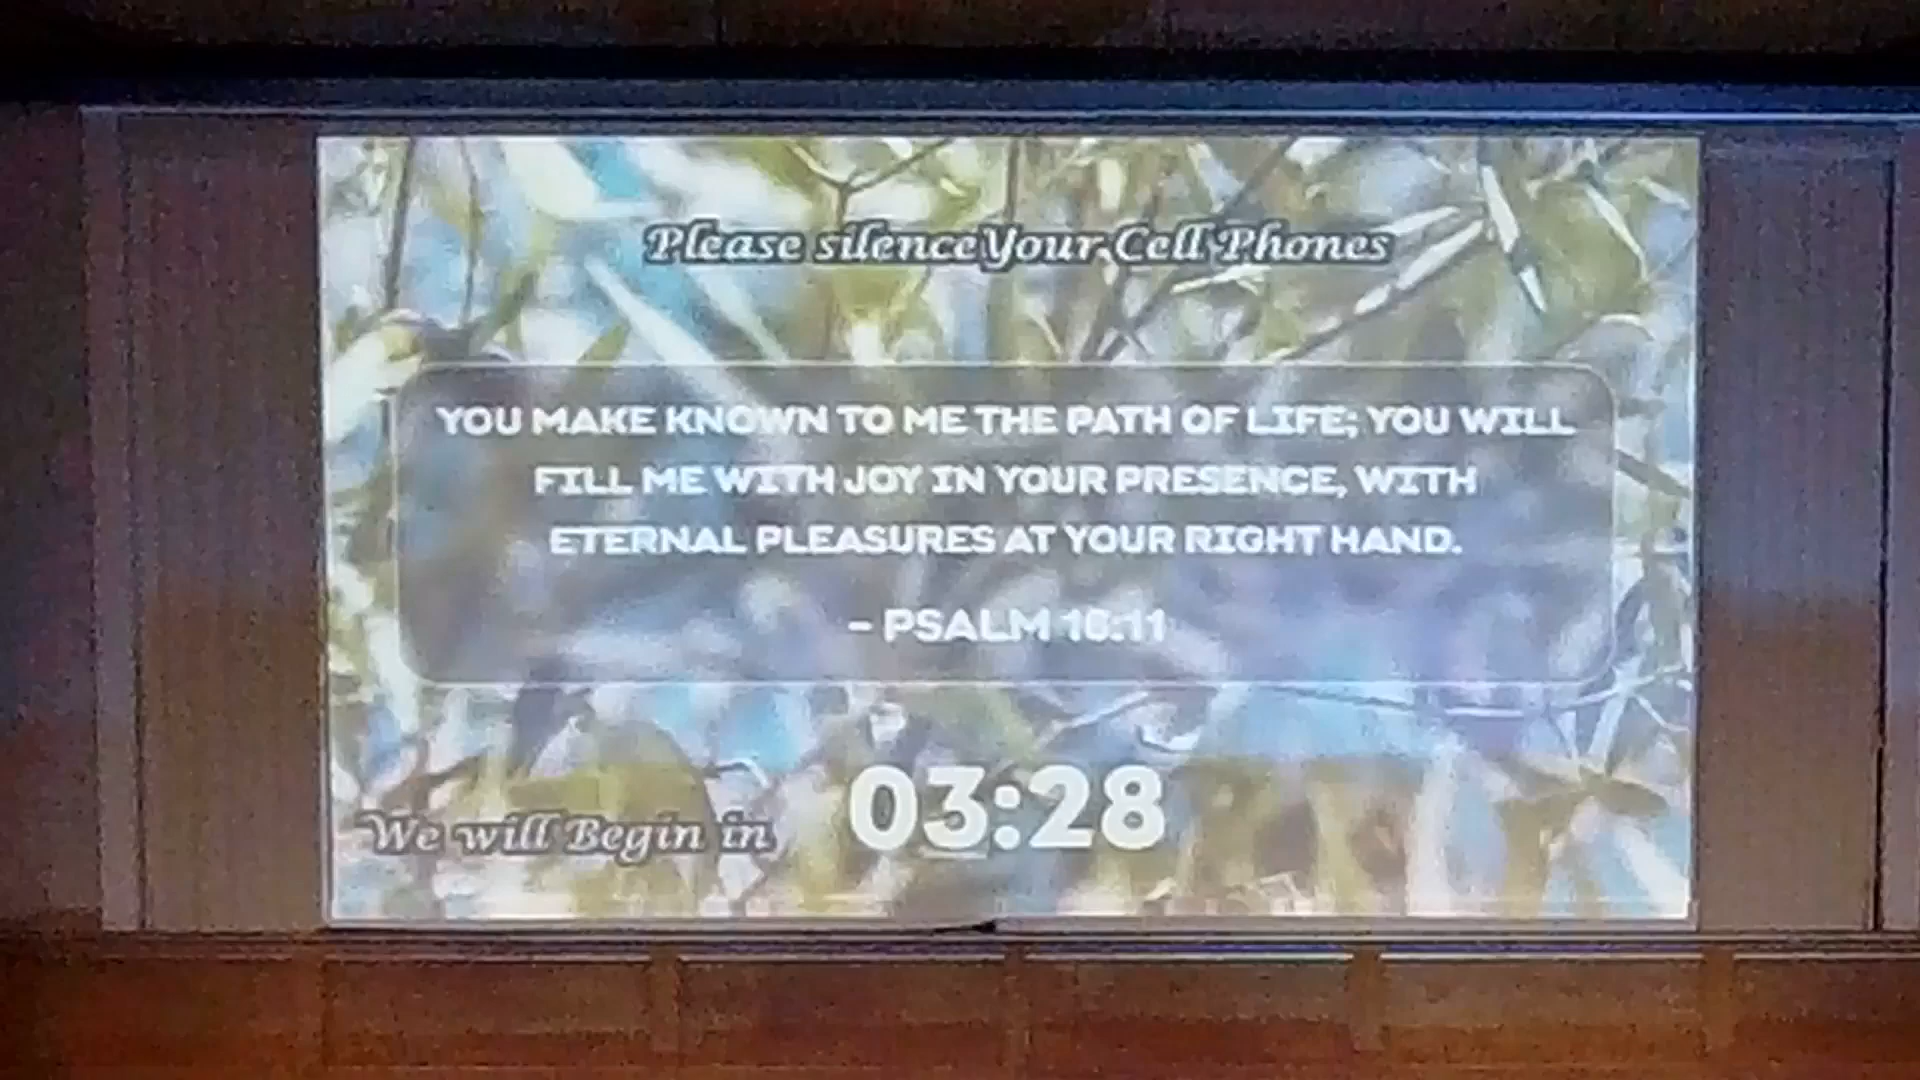 Please silence Your Cell Phones
YOU MAKE KNOWN TO ME THE PATH OF LIFE; YOU WILL
FILL ME WITH JOY IN YOUR PRESENCE, WITH
ETERNAL PLEASURES AT YOUR RIGHT HAND.
– PSALM 16:11
We will Begin in 03:28